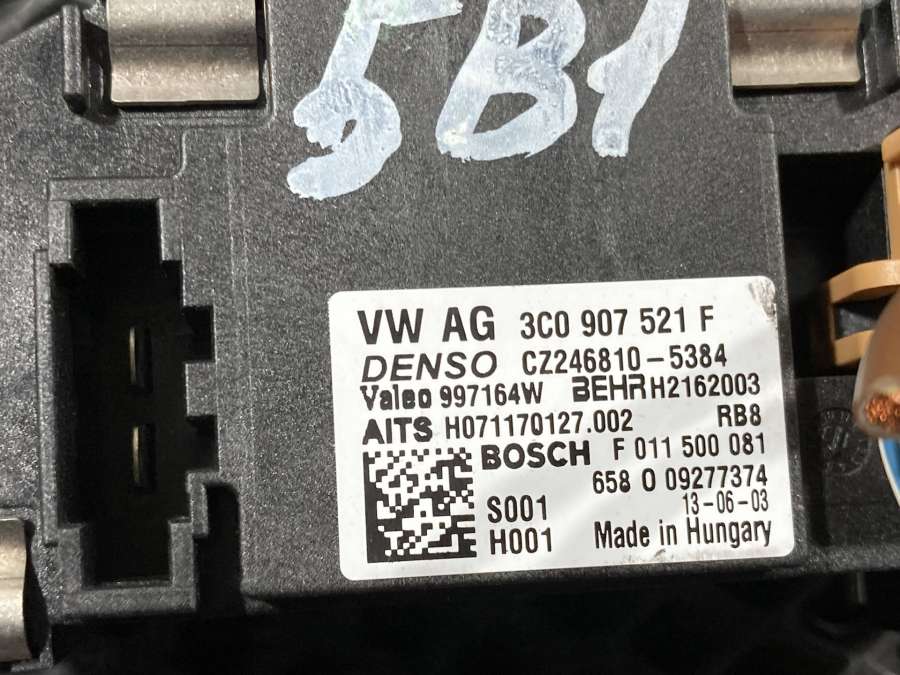 5B1
VW AG 3C0 907 521 F
DENSO CZ246810-5384
Valeo 997164W BEHR H2162003
AITS H071170127.002 RB8
BOSCH F 011 500 081
658 O 09277374
S001 13-06-03
H001 Made in Hungary